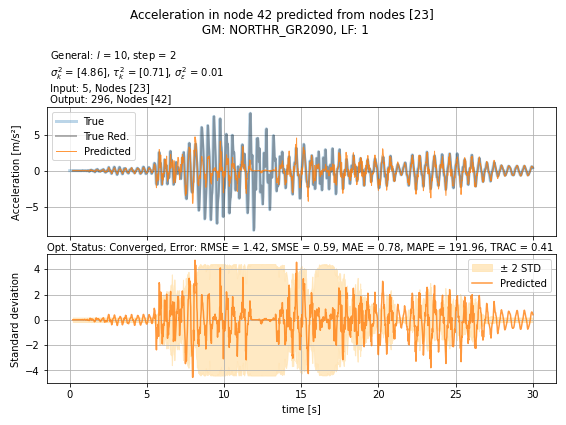 Acceleration in node 42 predicted from nodes [23]
GM: NORTHR_GR2090, LF: 1
General: l = 10, step = 2
σ²ₖ = [4.86], τ²ₖ = [0.71], σ²ε = 0.01
Input: 5, Nodes [23]
Output: 296, Nodes [42]
True
True Red.
Predicted
Acceleration [m/s²]
5
0
−5
Opt. Status: Converged, Error: RMSE = 1.42, SMSE = 0.59, MAE = 0.78, MAPE = 191.96, TRAC = 0.41
± 2 STD
Predicted
Standard deviation
4
2
0
−2
−4
0 5 10 15 20 25 30
time [s]